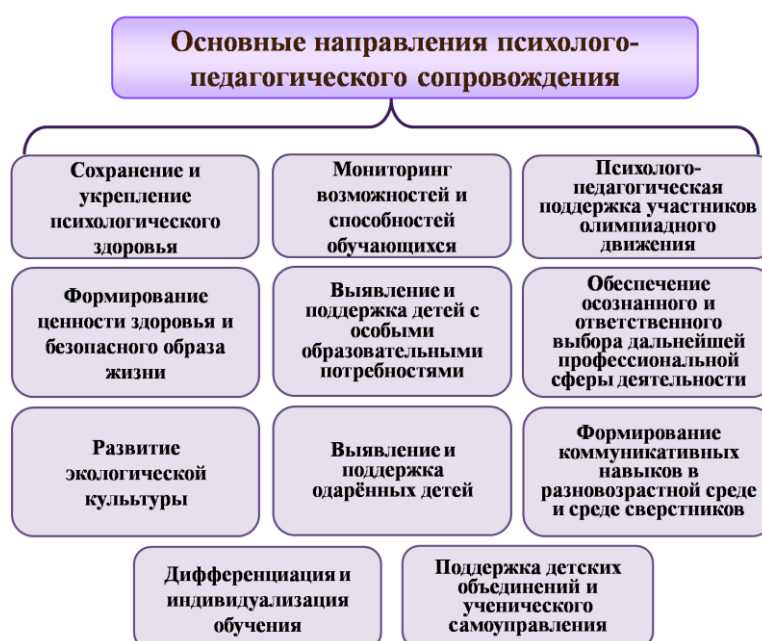 Основные направления психолого-
педагогического сопровождения
Сохранение и
укрепление
психологического
здоровья
Мониторинг
возможностей и
способностей
обучающихся
Психолого-
педагогическая
поддержка участников
олимпиадного
движения
Формирование
ценности здоровья и
безопасного образа
жизни
Выявление и
поддержка детей с
особыми
образовательными
потребностями
Обеспечение
осознанного и
ответственного
выбора дальнейшей
профессиональной
сферы деятельности
Развитие
экологической
культьтуры
Выявление и
поддержка
одарённых детей
Формирование
коммуникативных
навыков в
разновозрастной среде
и среде сверстников
Дифференциация и
индивидуализация
обучения
Поддержка детских
объединений и
ученического
самоуправления